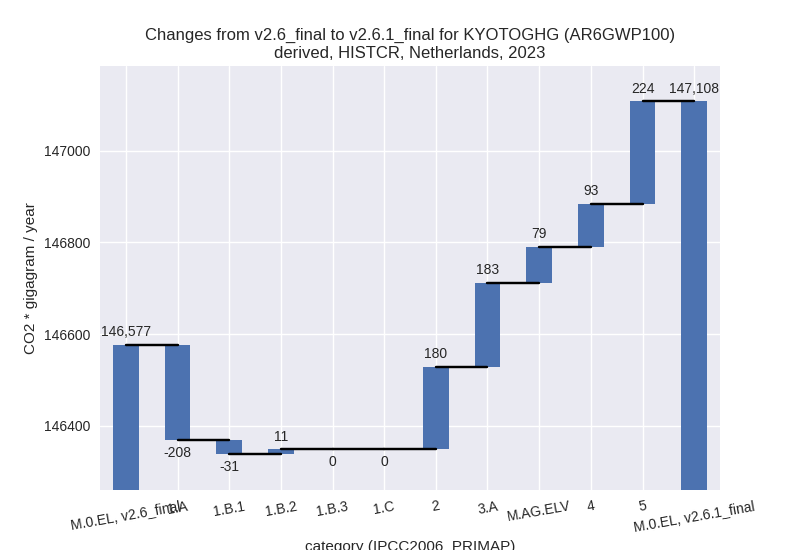 Changes from v2.6_final to v2.6.1_final for KYOTOGHG (AR6GWP100)
derived, HISTCR, Netherlands, 2023
CO2 * gigagram / year
147000
146800
146600
146400
146,577
-208
-31
11
0
0
180
183
79
93
224
147,108
M.0.EL, v2.6_final
1.A
1.B.1
1.B.2
1.B.3
1.C
2
3.A
M.AG.ELV
4
5
M.0.EL, v2.6.1_final
category (IPCC2006_PRIMAP)